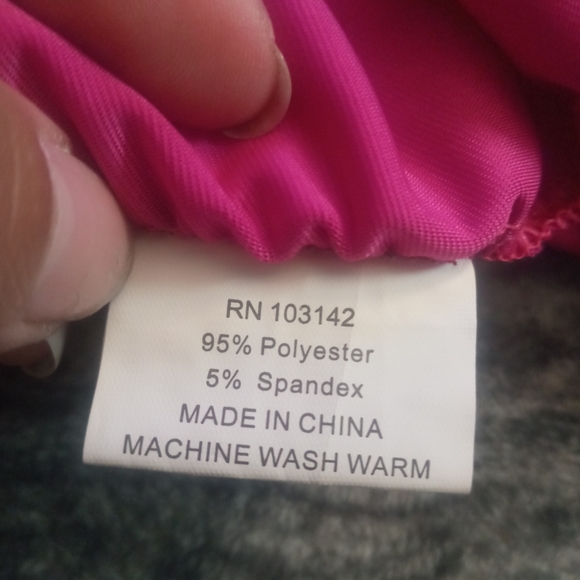 RN 103142
95% Polyester
5% Spandex
MADE IN CHINA
MACHINE WASH WARM